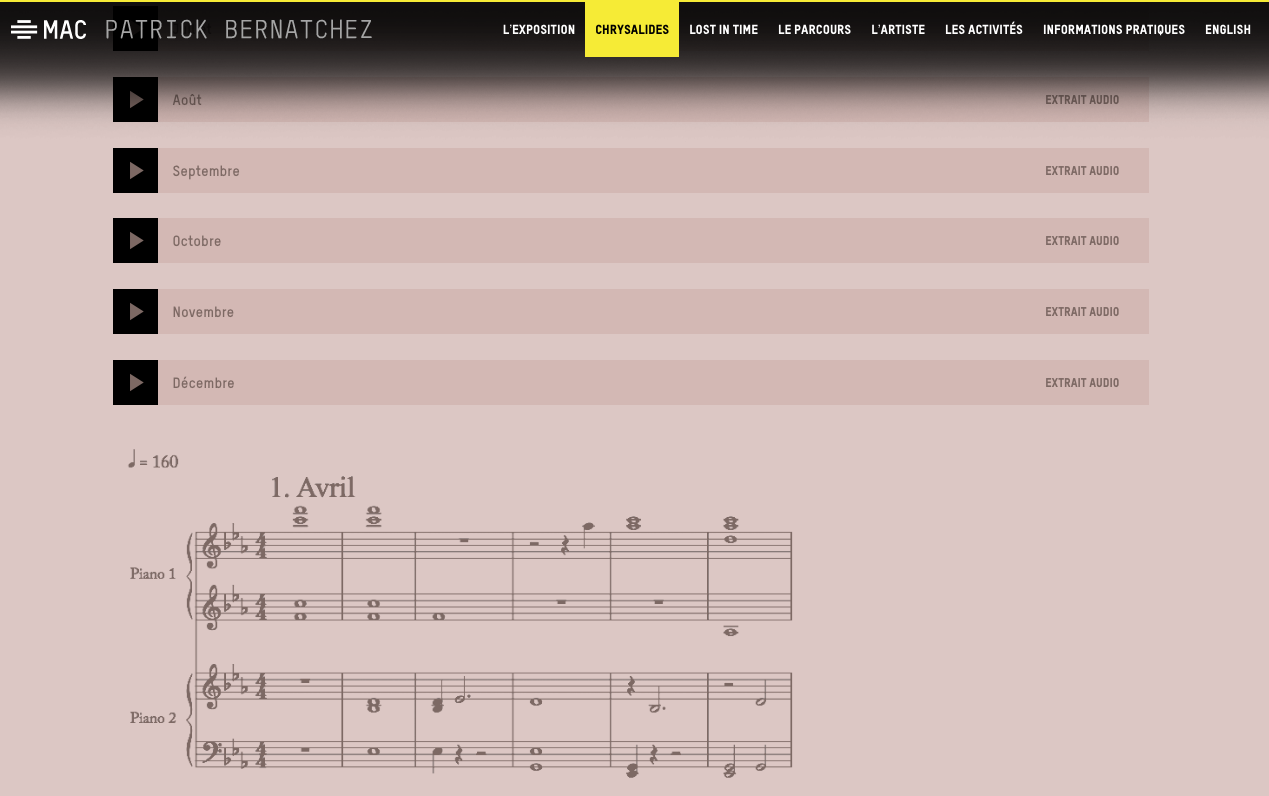 MAC PATRICK BERNATCHEZ L'EXPOSITION CHRYSALIDES LOST IN TIME LE PARCOURS L'ARTISTE LES ACTIVITÉS INFORMATIONS PRATIQUES ENGLISH
Août EXTRAIT AUDIO
Septembre EXTRAIT AUDIO
Octobre EXTRAIT AUDIO
Novembre EXTRAIT AUDIO
Décembre EXTRAIT AUDIO
♩ = 160
1. Avril
Piano 1
Piano 2